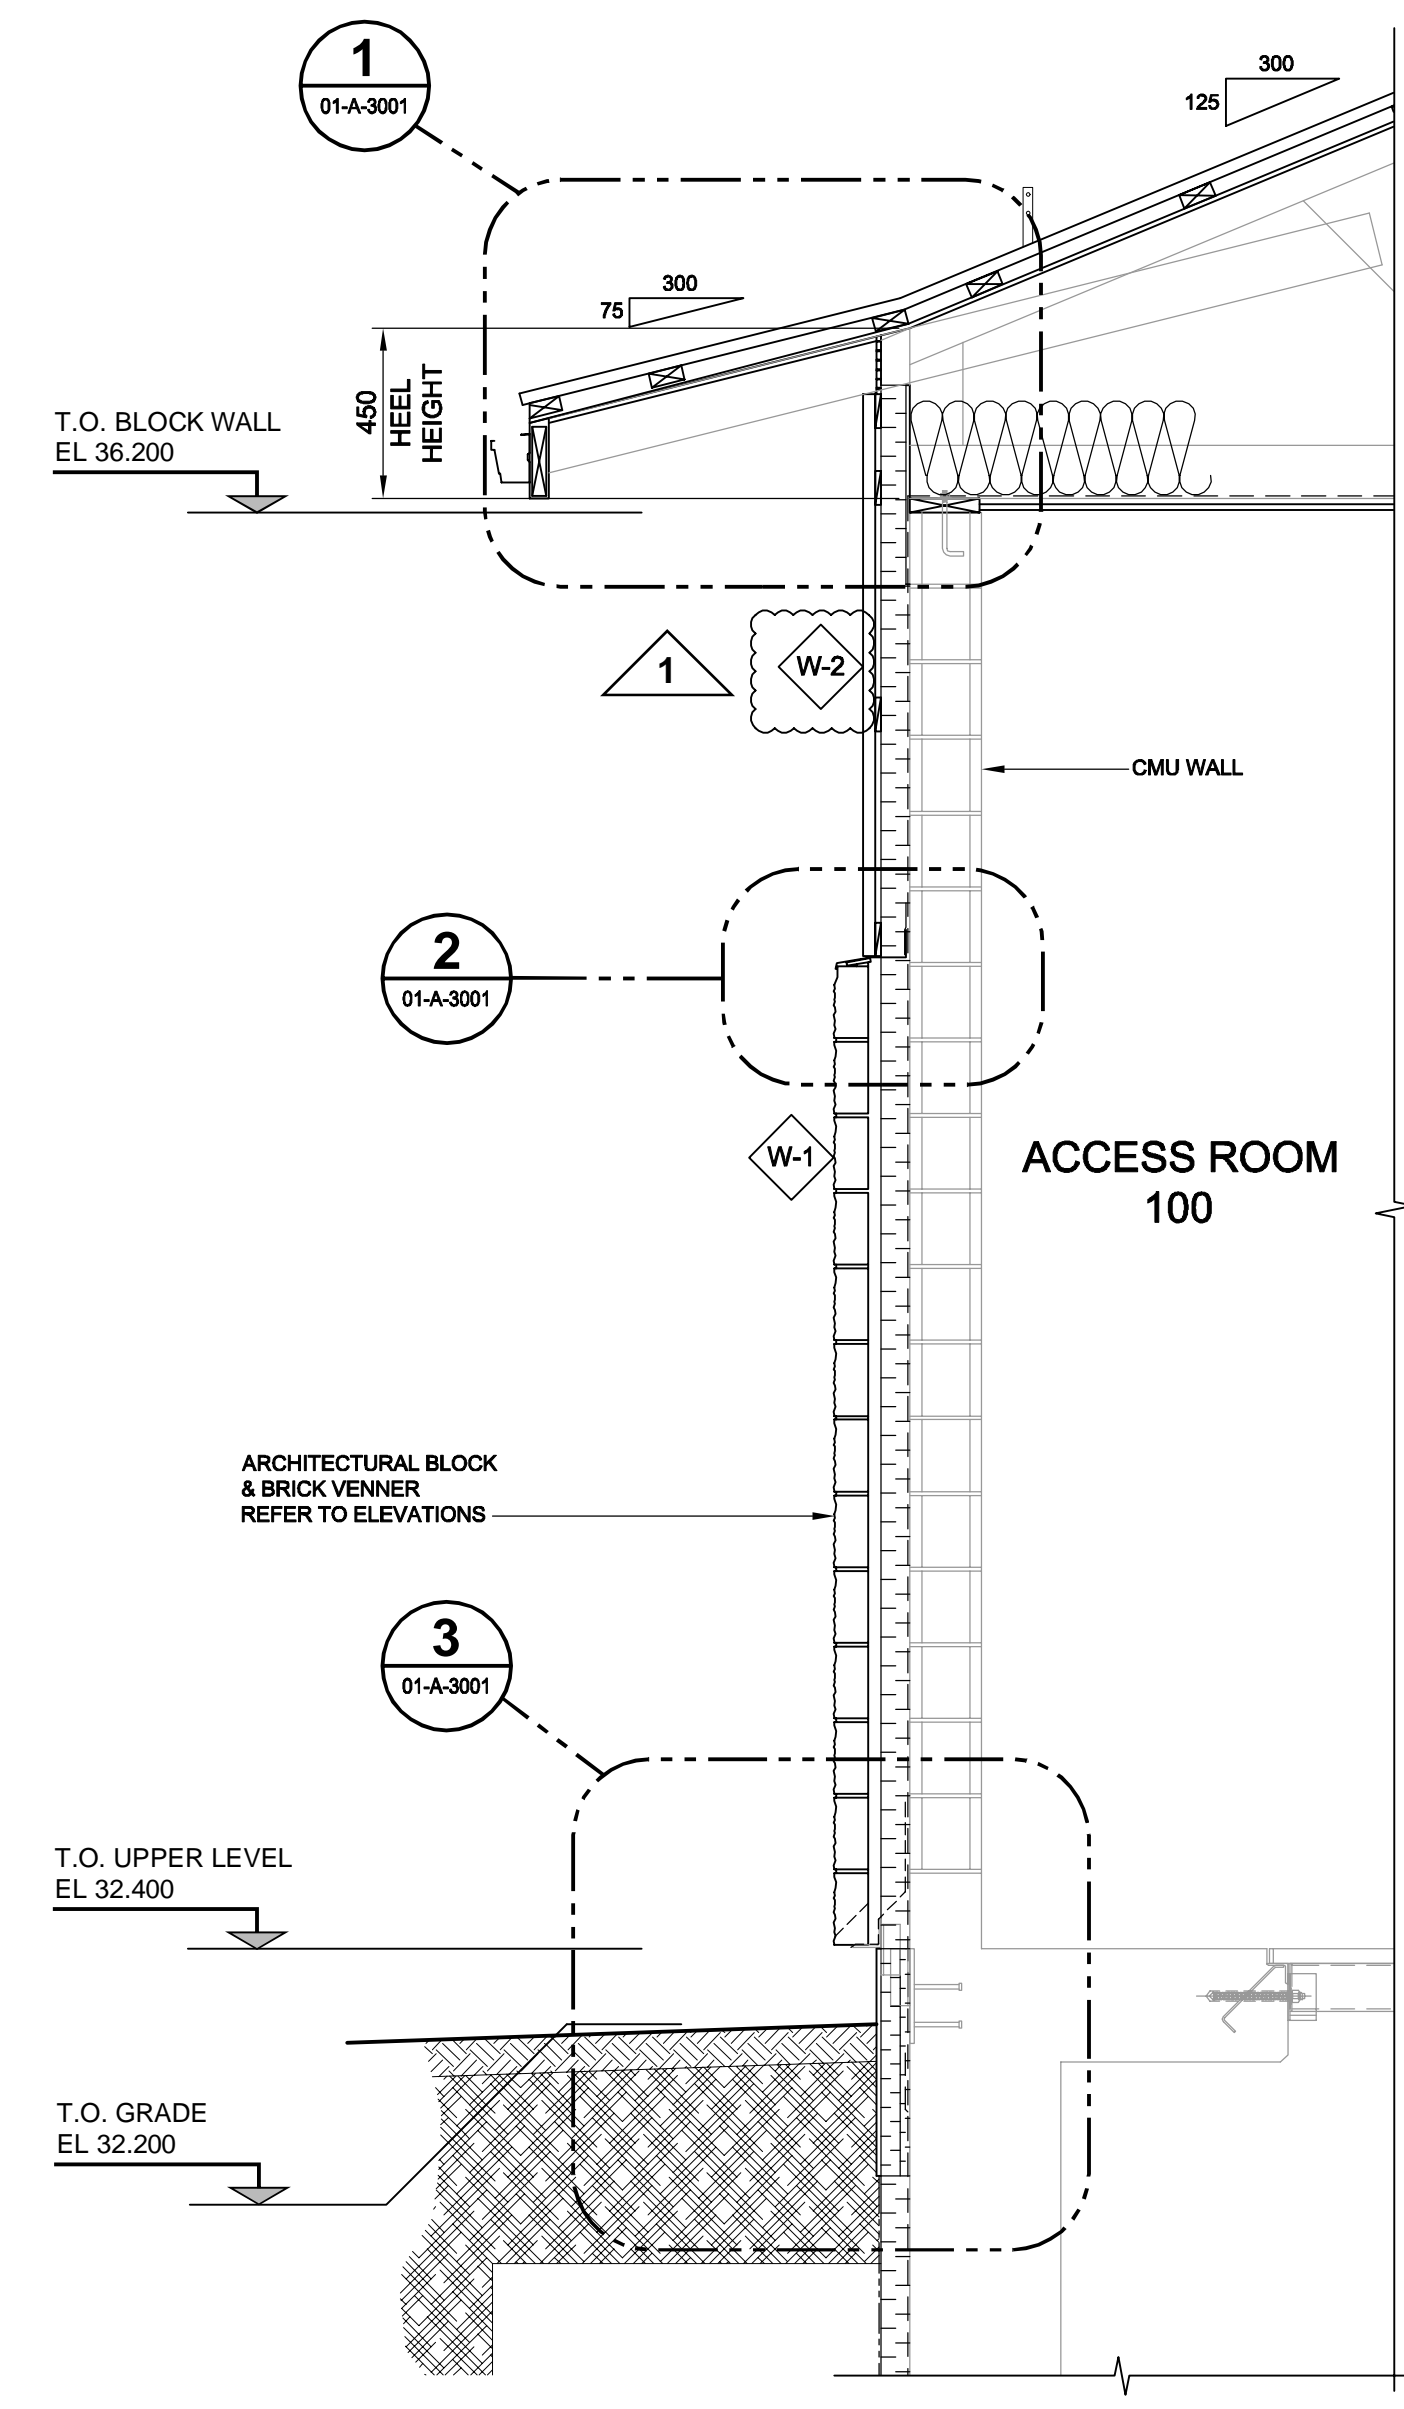 1
01-A-3001
300
125
300
75
450
HEEL
HEIGHT
T.O. BLOCK WALL
EL 36.200
1
W-2
CMU WALL
2
01-A-3001
W-1
ACCESS ROOM
100
ARCHITECTURAL BLOCK
& BRICK VENNER
REFER TO ELEVATIONS
3
01-A-3001
T.O. UPPER LEVEL
EL 32.400
T.O. GRADE
EL 32.200